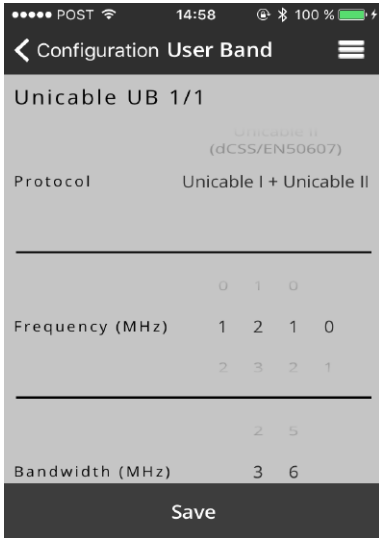 POST 14:58 100 %
Configuration User Band
Unicable UB 1/1
Unicable II
(dCSS/EN50607)
Protocol Unicable I + Unicable II
0 1 0
Frequency (MHz) 1 2 1 0
2 3 2 1
2 5
Bandwidth (MHz) 3 6
Save